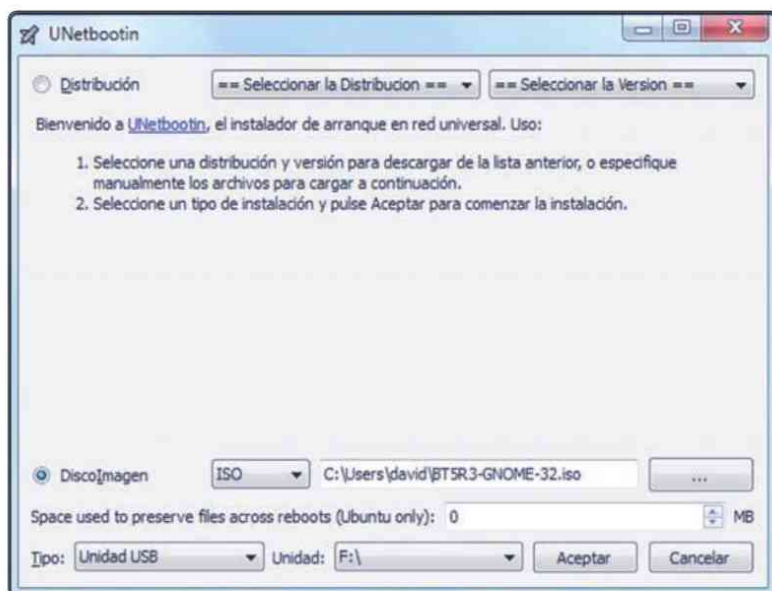 UNetbootin
Distribución == Seleccionar la Distribucion == == Seleccionar la Version ==
Bienvenido a UNetbootin, el instalador de arranque en red universal. Uso:
1. Seleccione una distribución y versión para descargar de la lista anterior, o especifique
manualmente los archivos para cargar a continuación.
2. Seleccione un tipo de instalación y pulse Aceptar para comenzar la instalación.
DiscoImagen ISO C:\Users\david\BT5R3-GNOME-32.iso ...
Space used to preserve files across reboots (Ubuntu only): 0 MB
Tipo: Unidad USB Unidad: F:\ Aceptar Cancelar